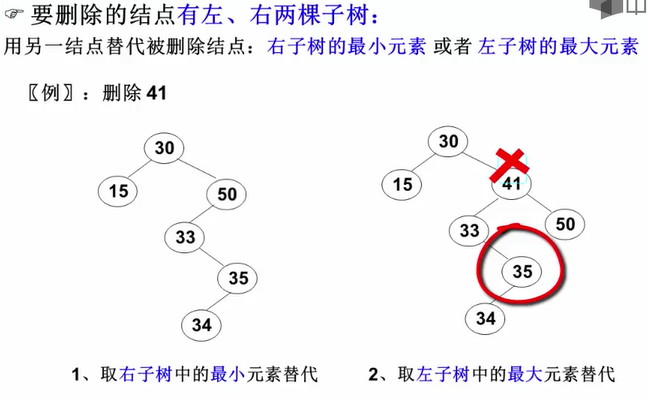 ☞ 要删除的结点有左、右两棵子树：
用另一结点替代被删除结点：右子树的最小元素 或者 左子树的最大元素
〖例〗：删除 41
30
15
50
33
35
34
30
15
41
33
50
35
34
1、取右子树中的最小元素替代
2、取左子树中的最大元素替代